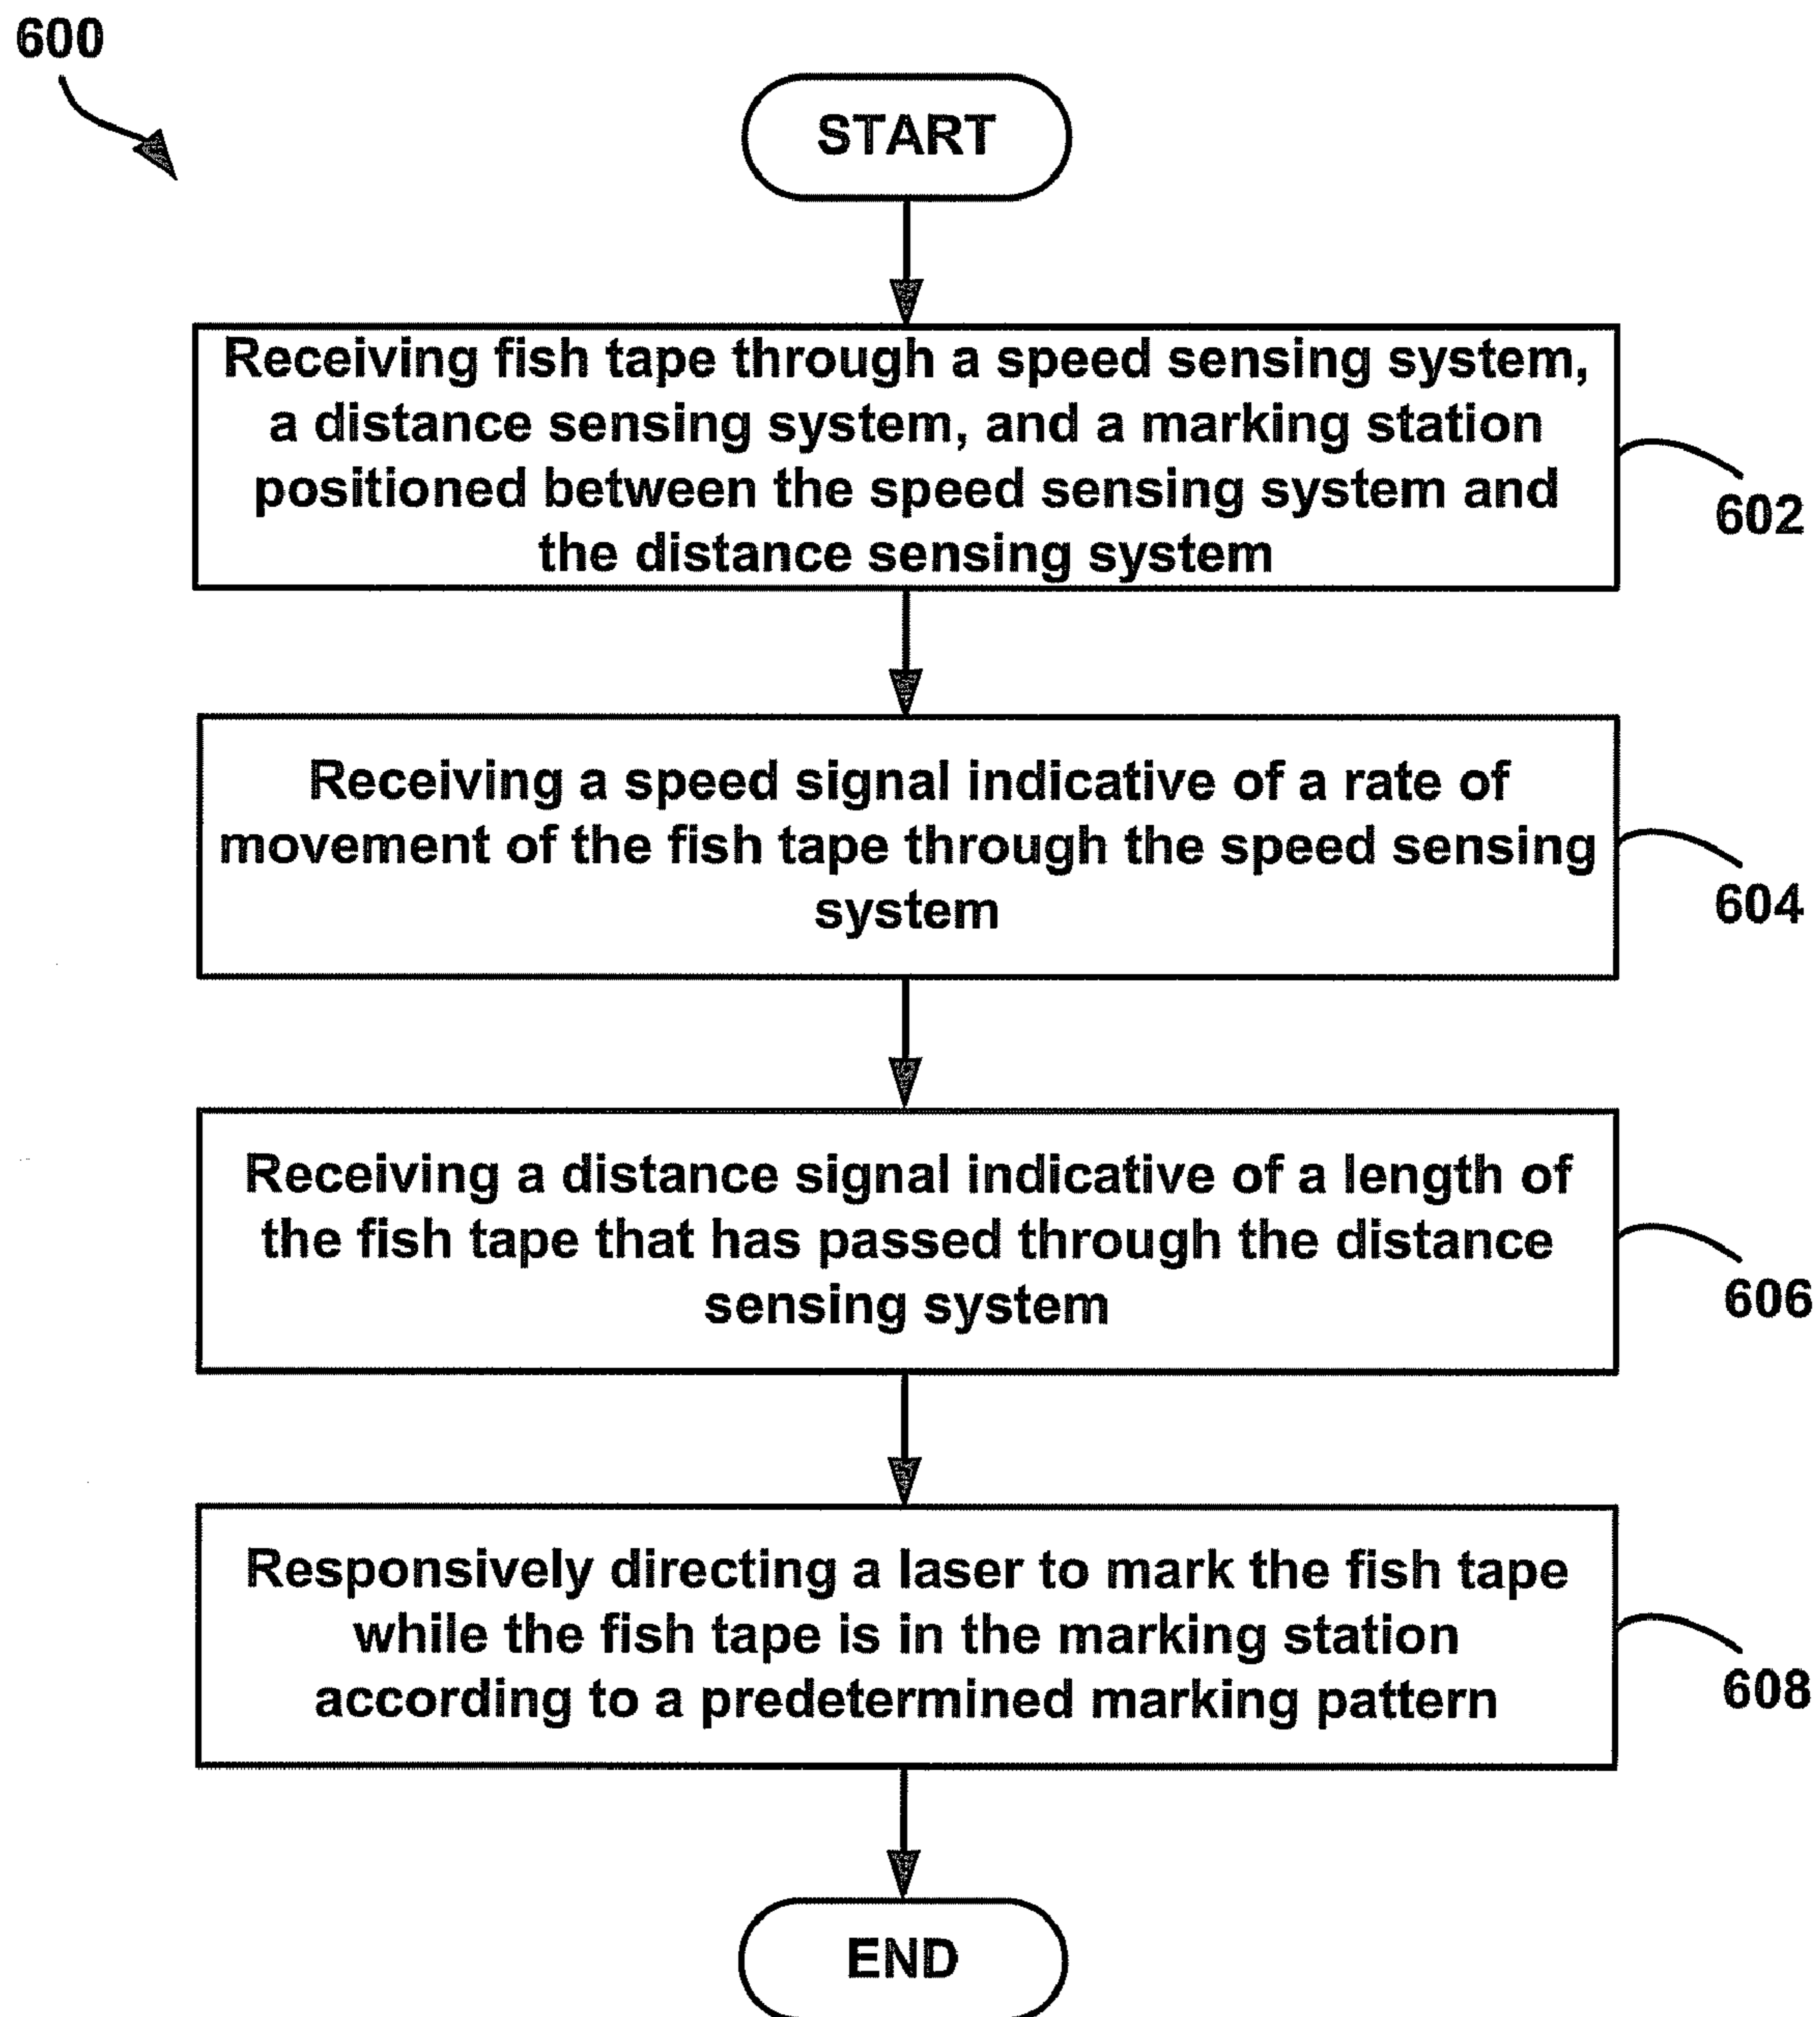 600
START
Receiving fish tape through a speed sensing system,
a distance sensing system, and a marking station
positioned between the speed sensing system and
the distance sensing system
602
Receiving a speed signal indicative of a rate of
movement of the fish tape through the speed sensing
system
604
Receiving a distance signal indicative of a length of
the fish tape that has passed through the distance
sensing system
606
Responsively directing a laser to mark the fish tape
while the fish tape is in the marking station
according to a predetermined marking pattern
608
END